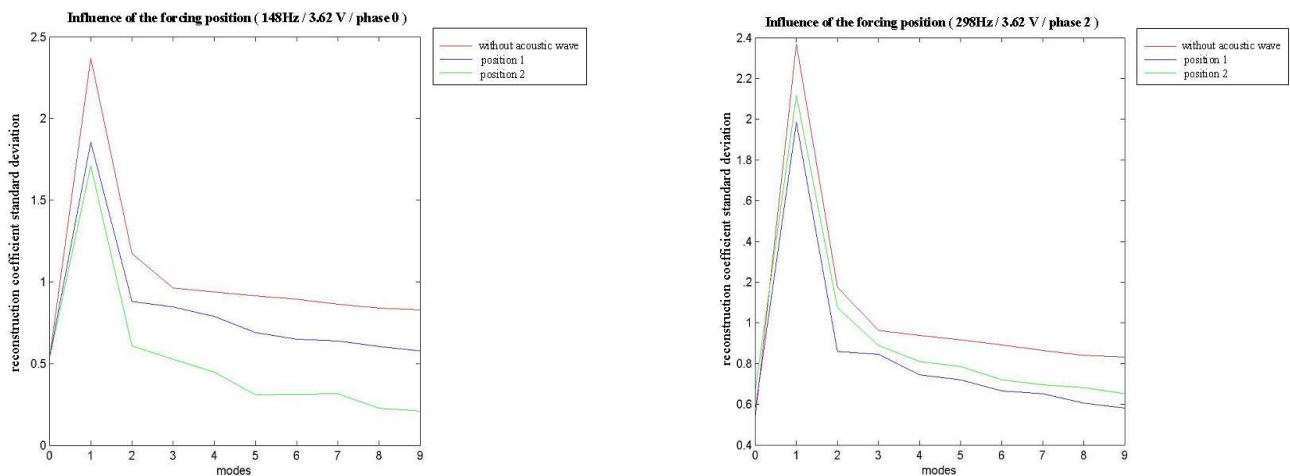 Influence of the forcing position ( 148Hz / 3.62 V / phase 0 )
2.5
2
1.5
1
0.5
0
0 1 2 3 4 5 6 7 8 9
modes
reconstruction coefficient standard deviation
without acoustic wave
position 1
position 2
Influence of the forcing position ( 298Hz / 3.62 V / phase 2 )
2.4
2.2
2
1.8
.6
.4
.2
1
0.8
0.6
0.4
0 1 2 3 4 5 6 7 8 9
modes
reconstruction coefficient standard deviation
without acoustic wave
position 1
position 2